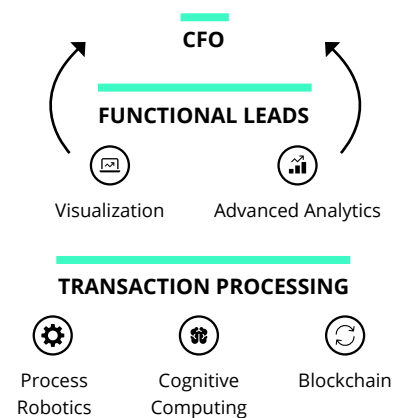 CFO
FUNCTIONAL LEADS
Visualization Advanced Analytics
TRANSACTION PROCESSING
Process Cognitive Blockchain
Robotics Computing